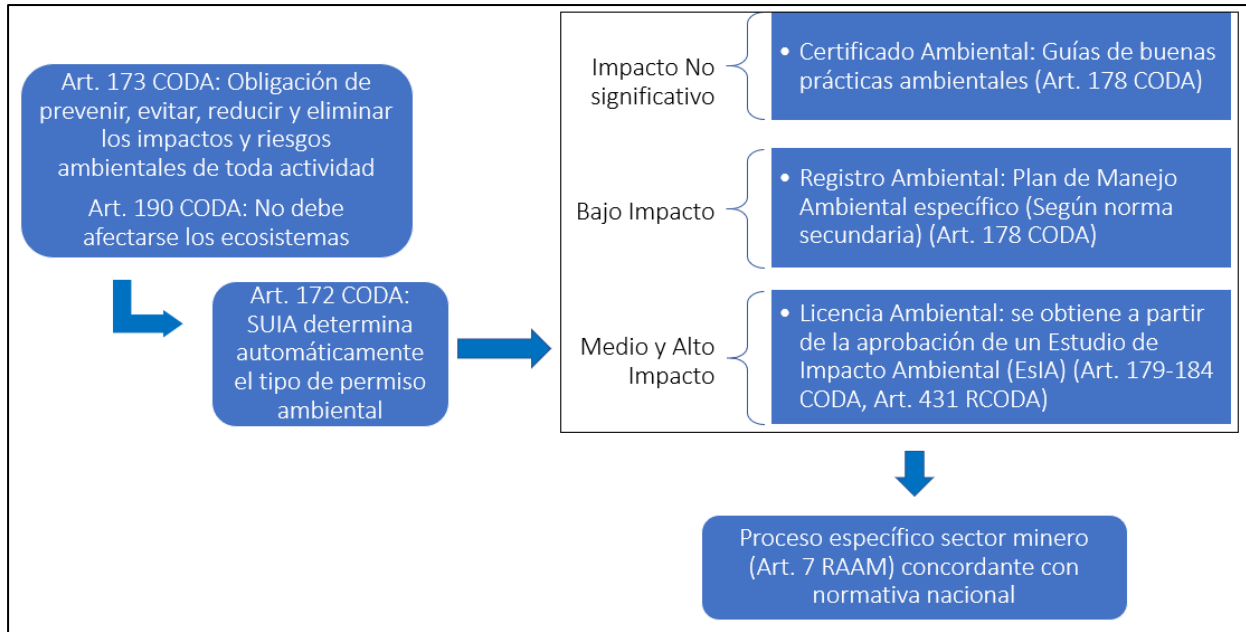 Art. 173 CODA: Obligación de
prevenir, evitar, reducir y eliminar
los impactos y riesgos
ambientales de toda actividad
Art. 190 CODA: No debe
afectarse los ecosistemas
Art. 172 CODA:
SUIA determina
automáticamente
el tipo de permiso
ambiental
Impacto No
significativo
• Certificado Ambiental: Guías de buenas
prácticas ambientales (Art. 178 CODA)
Bajo Impacto
• Registro Ambiental: Plan de Manejo
Ambiental específico (Según norma
secundaria) (Art. 178 CODA)
Medio y Alto
Impacto
• Licencia Ambiental: se obtiene a partir
de la aprobación de un Estudio de
Impacto Ambiental (EsIA) (Art. 179-184
CODA, Art. 431 RCODA)
Proceso específico sector minero
(Art. 7 RAAM) concordante con
normativa nacional